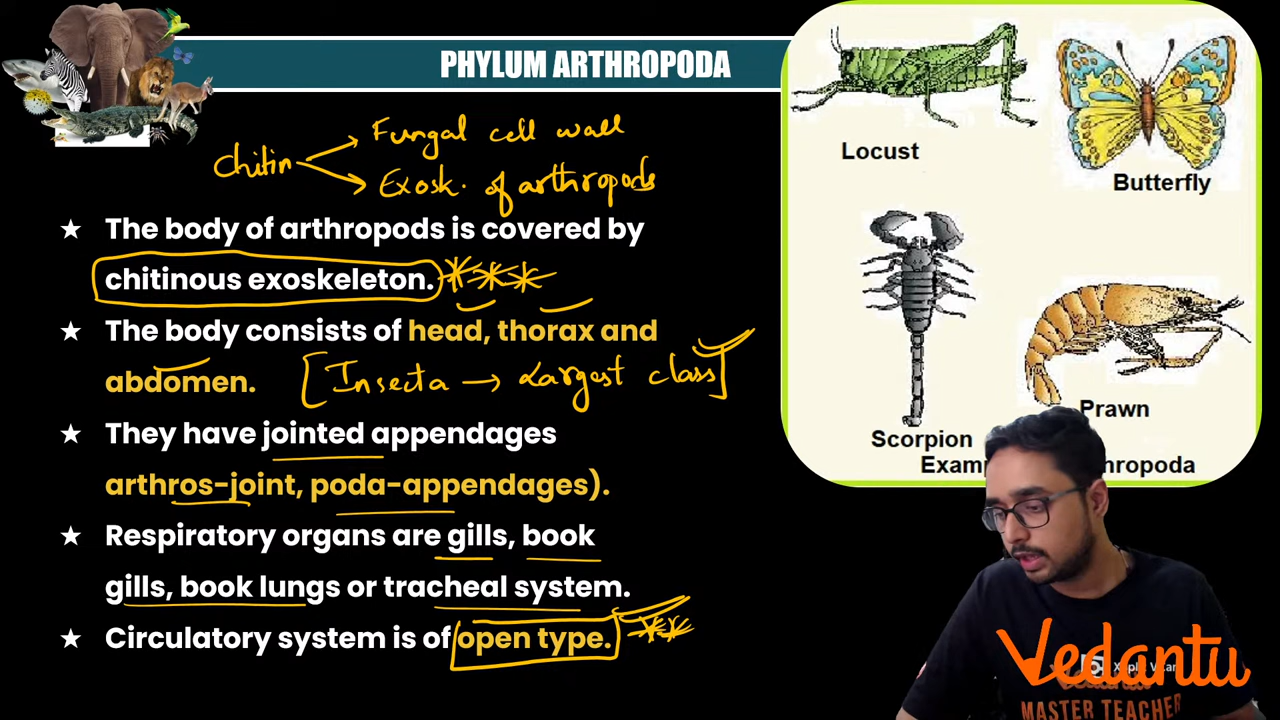 PHYLUM ARTHROPODA
Chitin
Fungal cell wall
Exosk. of arthropods
★ The body of arthropods is covered by
chitinous exoskeleton.
★ The body consists of head, thorax and
abdomen.
[Insecta → Largest class]
★ They have jointed appendages
arthros-joint, poda-appendages).
★ Respiratory organs are gills, book
gills, book lungs or tracheal system.
★ Circulatory system is of open type.
Locust
Butterfly
Scorpion
Prawn
Vedantu
MASTER TEACHER